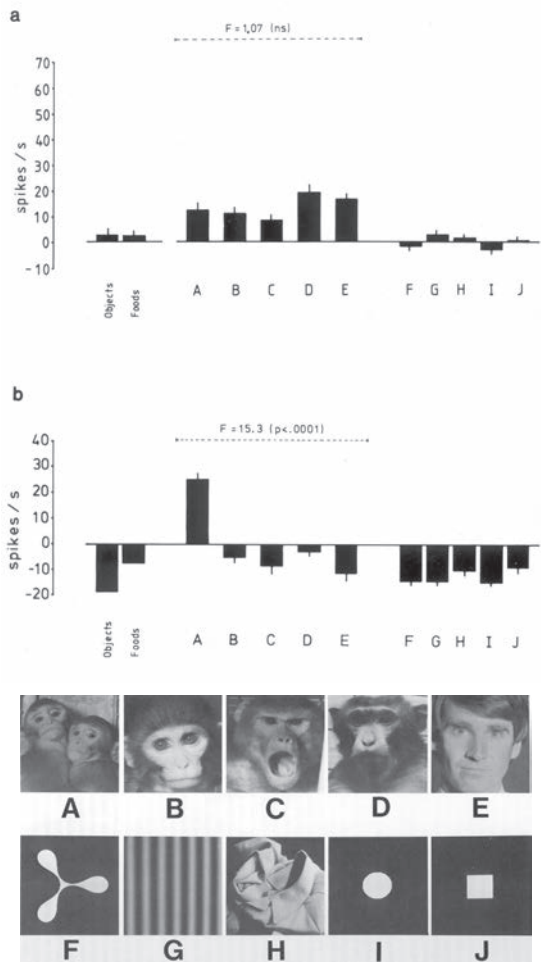 a
F=1.07 (ns)
spikes/s
70
60
50
40
30
20
10
0
-10
Objects Foods A B C D E F G H I J
b
F=15.3 (p<.0001)
spikes/s
40
30
20
10
0
-10
-20
Objects Foods A B C D E F G H I J
A B C D E
F G H I J